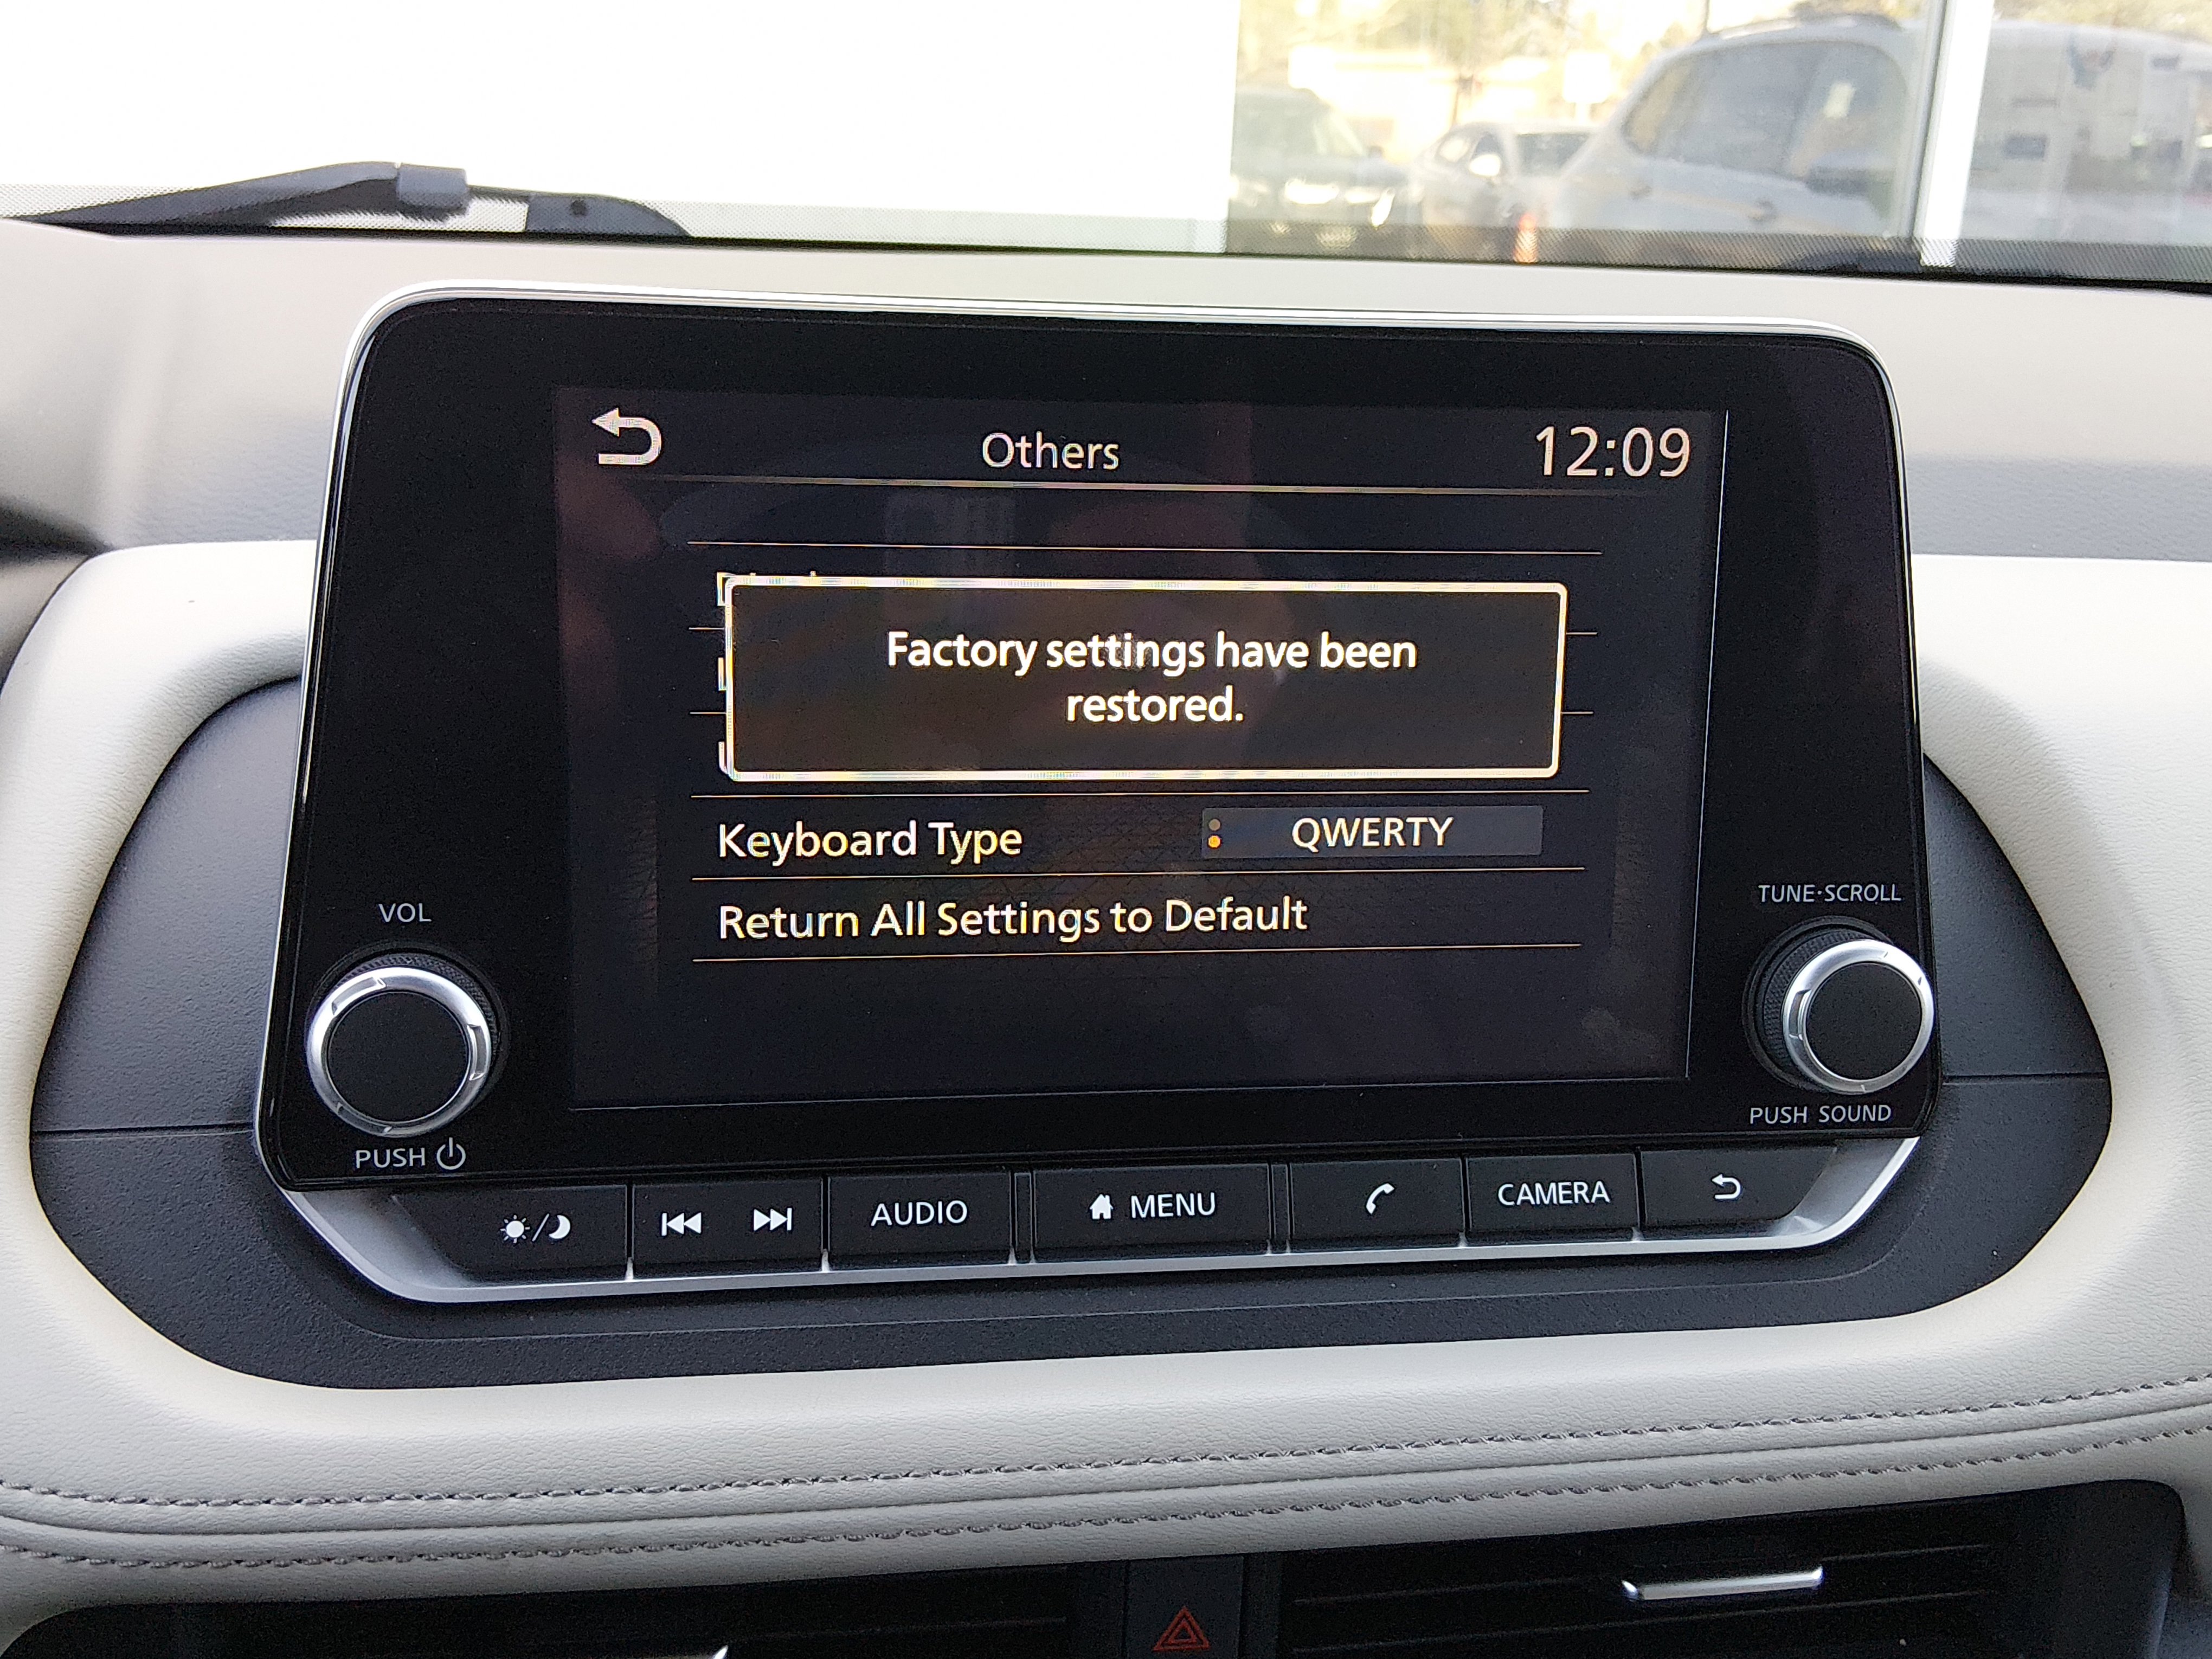 Others
12:09
Factory settings have been
restored.
Keyboard Type
QWERTY
Return All Settings to Default
VOL
TUNE·SCROLL
PUSH
PUSH SOUND
AUDIO
MENU
CAMERA